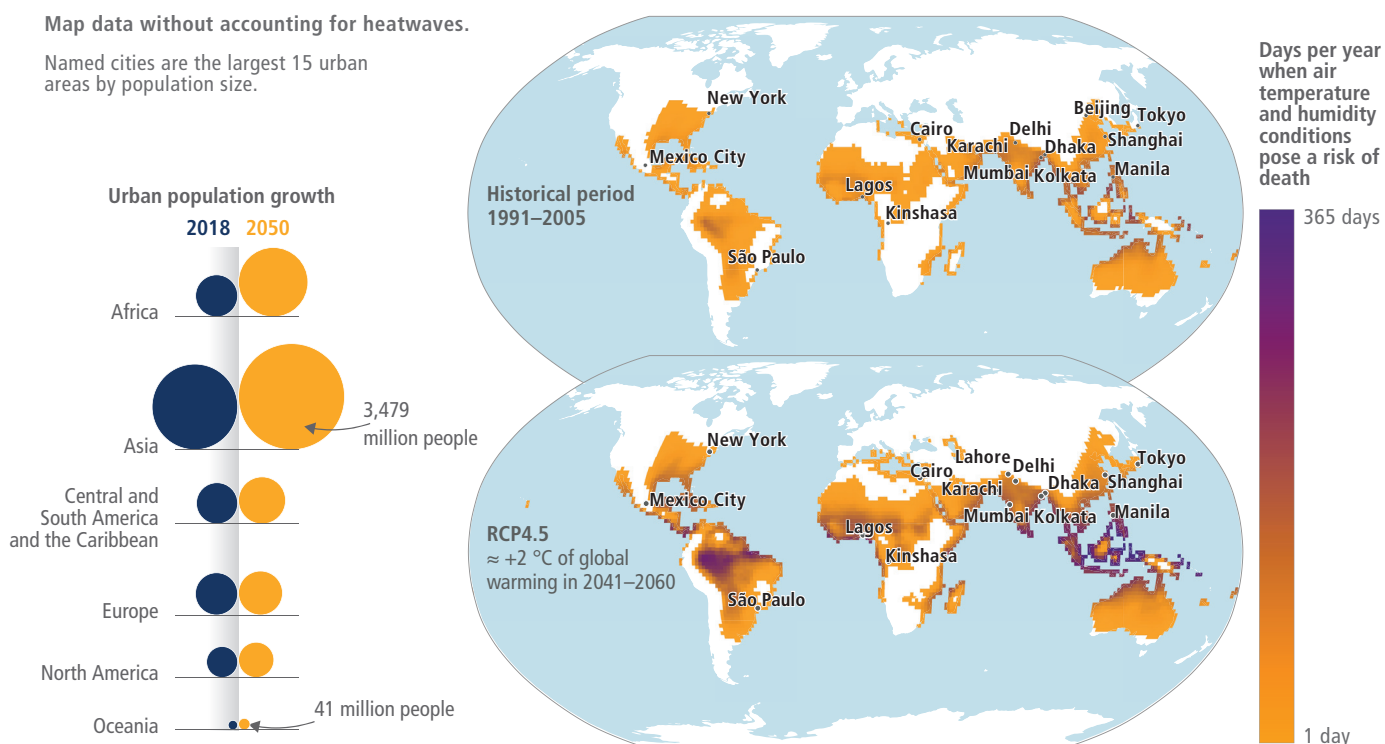 Map data without accounting for heatwaves.
Named cities are the largest 15 urban
areas by population size.
Urban population growth
2018 2050
Africa
Asia
3,479
million people
Central and
South America
and the Caribbean
Europe
North America
Oceania
41 million people
Historical period
1991–2005
New York
Mexico City
São Paulo
Cairo
Lagos
Kinshasa
Karachi
Delhi
Dhaka
Mumbai
Kolkata
Beijing
Tokyo
Shanghai
Manila
RCP4.5
≈ +2 °C of global
warming in 2041–2060
New York
Mexico City
São Paulo
Cairo
Lagos
Kinshasa
Lahore
Karachi
Delhi
Dhaka
Mumbai
Kolkata
Tokyo
Shanghai
Manila
Days per year
when air
temperature
and humidity
conditions
pose a risk of
death
365 days
1 day